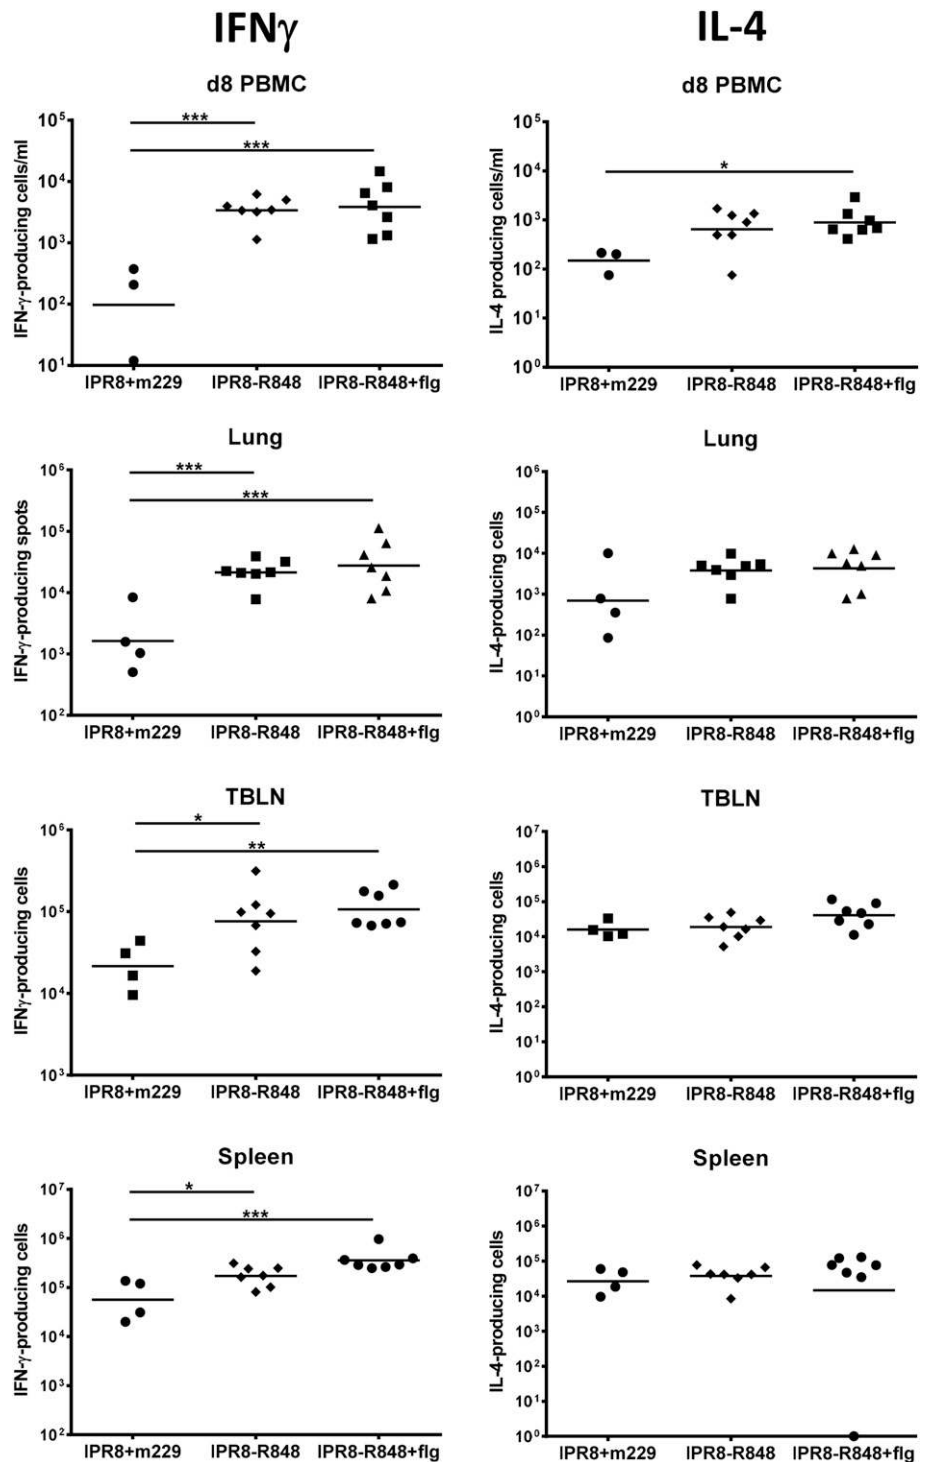 IFNγ IL-4
d8 PBMC
d8 PBMC
IFN-γ-producing cells/ml
10⁵
10⁴
10³
10²
10¹
***
***
IPR8+m229 IPR8-R848 IPR8-R848+flg
IL-4 producing cells/ml
10⁵
10⁴
10³
10²
10¹
10⁰
*
IPR8+m229 IPR8-R848 IPR8-R848+flg
Lung
IFN-γ-producing spots
10⁶
10⁵
10⁴
10³
10²
***
***
IPR8+m229 IPR8-R848 IPR8-R848+flg
Lung
IL-4-producing cells
10⁶
10⁵
10⁴
10³
10²
10¹
10⁰
IPR8+m229 IPR8-R848 IPR8-R848+flg
TBLN
IFNγ-producing cells
10⁶
10⁵
10⁴
10³
*
**
IPR8+m229 IPR8-R848 IPR8-R848+flg
TBLN
IL-4-producing cells
10⁷
10⁶
10⁵
10⁴
10³
10²
10¹
10⁰
IPR8+m229 IPR8-R848 IPR8-R848+flg
Spleen
IFN-γ-producing cells
10⁷
10⁶
10⁵
10⁴
10³
10²
*
***
IPR8+m229 IPR8-R848 IPR8-R848+flg
Spleen
IL-4-producing cells
10⁷
10⁶
10⁵
10⁴
10³
10²
10¹
10⁰
IPR8+m229 IPR8-R848 IPR8-R848+flg